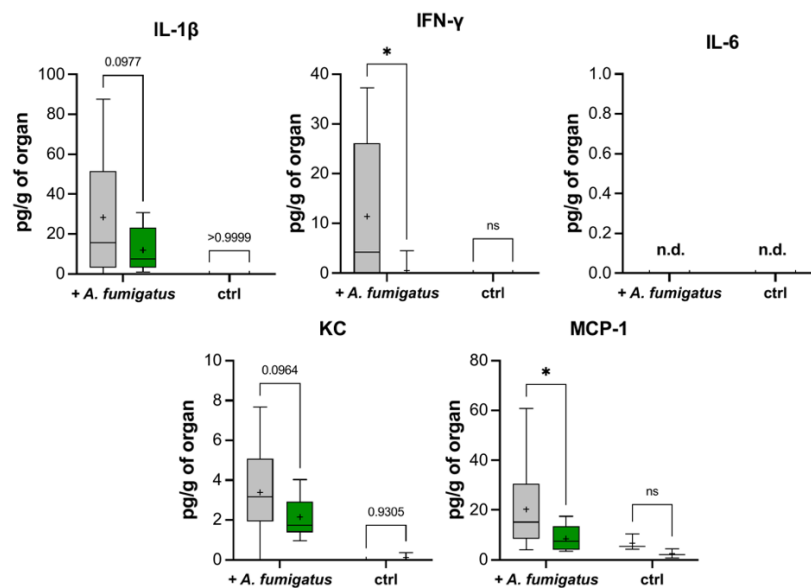 IL-1β
pg/g of organ
100
80
60
40
20
0
0.0977
>0.9999
+ A. fumigatus
ctrl
IFN-γ
pg/g of organ
40
30
20
10
0
*
ns
+ A. fumigatus
ctrl
IL-6
pg/g of organ
1.0
0.8
0.6
0.4
0.2
0.0
n.d.
n.d.
+ A. fumigatus
ctrl
KC
pg/g of organ
10
8
6
4
2
0
0.0964
0.9305
+ A. fumigatus
ctrl
MCP-1
pg/g of organ
80
60
40
20
0
*
ns
+ A. fumigatus
ctrl